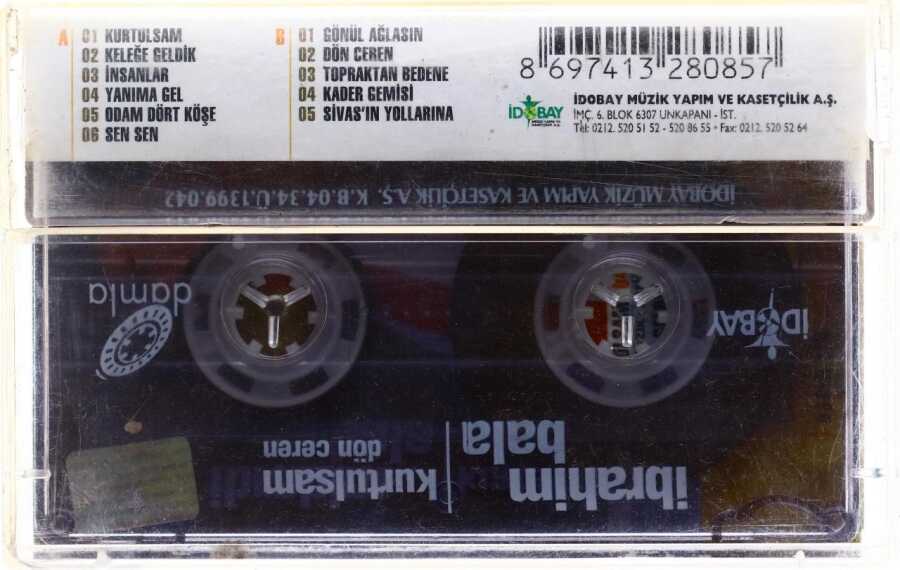 A
01 KURTULSAM
02 KELEĞE GELDİK
03 İNSANLAR
04 YANIMA GEL
05 ODAM DÖRT KÖŞE
06 SEN SEN
B
01 GÖNÜL AĞLASIN
02 DÖN CEREN
03 TOPRAKTAN BEDENE
04 KADER GEMİSİ
05 SİVAS'IN YOLLARINA
8 697413 280857
İDOBAY
İDOBAY MÜZİK YAPIM VE KASETÇİLİK A.Ş.
İMÇ. 6. BLOK 6307 UNKAPANI - İST.
Tel: 0212. 520 51 52 - 520 86 55 • Fax: 0212. 520 52 64
İDOBAY MÜZİK YAPIM VE KASETÇİLİK A.Ş. K.B.04.34.Ü.1399.042
damla
İDOBAY
ibrahim
bala
kurtulsam
dön ceren